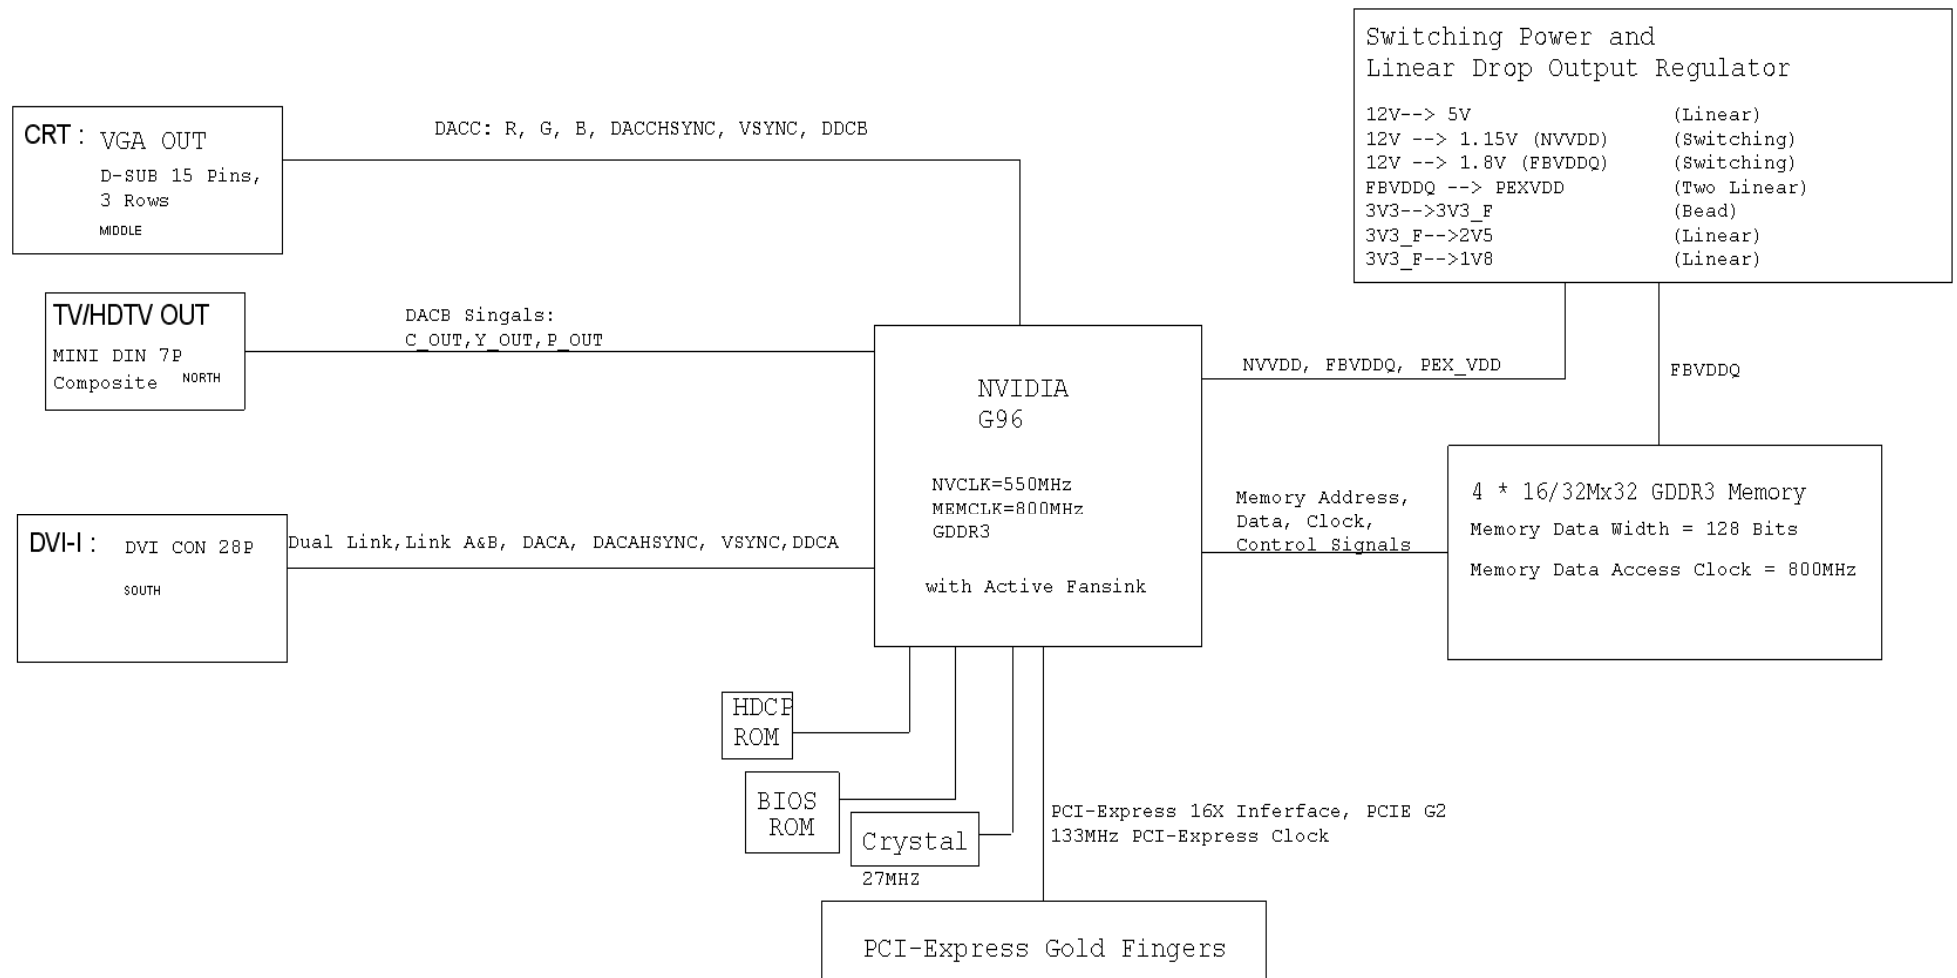 Switching Power and
Linear Drop Output Regulator
12V--> 5V (Linear)
12V --> 1.15V (NVVDD) (Switching)
12V --> 1.8V (FBVDDQ) (Switching)
FBVDDQ --> PEXVDD (Two Linear)
3V3-->3V3_F (Bead)
3V3_F-->2V5 (Linear)
3V3_F-->1V8 (Linear)
CRT : VGA OUT
D-SUB 15 Pins,
3 Rows
MIDDLE
DACC: R, G, B, DACCHSYNC, VSYNC, DDCB
TV/HDTV OUT
MINI DIN 7P
Composite NORTH
DACB Singals:
C_OUT,Y_OUT,P_OUT
NVIDIA
G96
NVCLK=550MHz
MEMCLK=800MHz
GDDR3
with Active Fansink
NVVDD, FBVDDQ, PEX_VDD
FBVDDQ
DVI-I : DVI CON 28P
SOUTH
Dual Link,Link A&B, DACA, DACAHSYNC, VSYNC,DDCA
Memory Address,
Data, Clock,
Control Signals
4 * 16/32Mx32 GDDR3 Memory
Memory Data Width = 128 Bits
Memory Data Access Clock = 800MHz
HDCP
ROM
BIOS
ROM
Crystal
27MHZ
PCI-Express 16X Inferface, PCIE G2
133MHz PCI-Express Clock
PCI-Express Gold Fingers